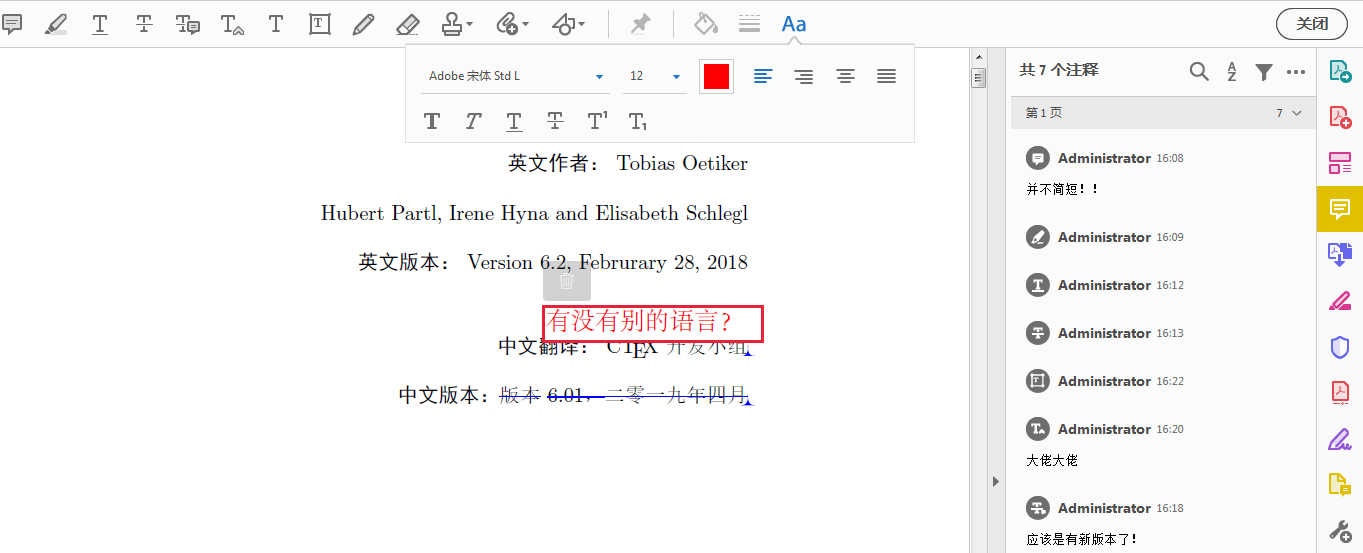 关闭
Adobe 宋体 Std L
12
共 7 个注释
第 1 页
7
英文作者： Tobias Oetiker
Hubert Partl, Irene Hyna and Elisabeth Schlegl
英文版本： Version 6.2, Februrary 28, 2018
有没有别的语言？
中文翻译： CTEX 开发小组
中文版本：版本 6.01，二零一九年四月
Administrator 16:08
并不简短！！
Administrator 16:09
Administrator 16:12
Administrator 16:13
Administrator 16:22
Administrator 16:20
大佬大佬
Administrator 16:18
应该是有新版本了！